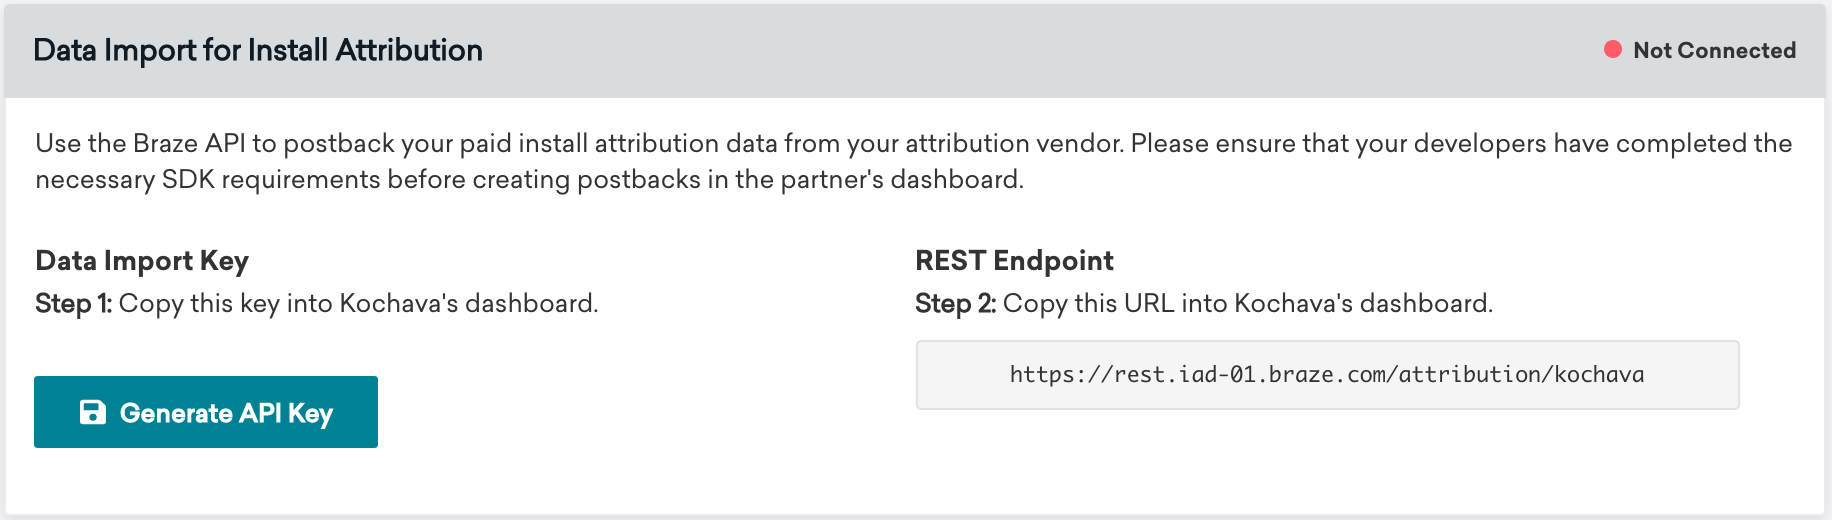 Data Import for Install Attribution
Not Connected
Use the Braze API to postback your paid install attribution data from your attribution vendor. Please ensure that your developers have completed the
necessary SDK requirements before creating postbacks in the partner's dashboard.
Data Import Key
Step 1: Copy this key into Kochava's dashboard.
Generate API Key
REST Endpoint
Step 2: Copy this URL into Kochava's dashboard.
https://rest.iad-01.braze.com/attribution/kochava